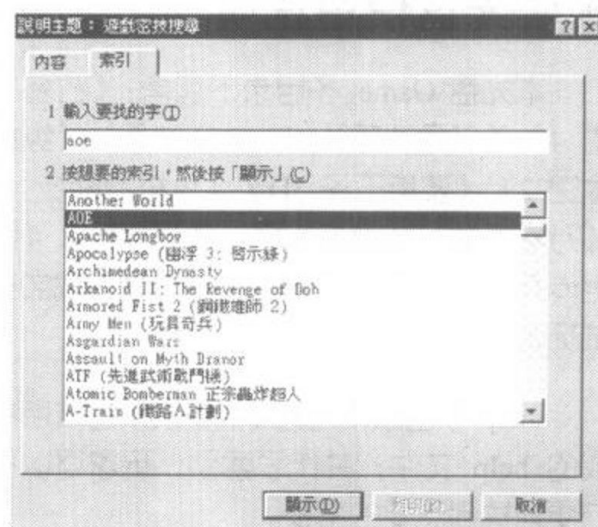 說明主題： 遊戲密技搜尋
內容 索引
1 輸入要找的字(I)
aoe
2 按想要的索引，然後按「顯示」(C)
Another World
AOE
Apache Longbow
Apocalypse (幽浮 3: 啓示錄)
Archimedean Dynasty
Arkanoid II: The Revenge of Doh
Armored Fist 2 (鋼鐵雄師 2)
Army Men (玩具奇兵)
Asgardian Wars
Assault on Myth Dranor
ATF (先進武術戰鬥機)
Atomic Bomberman 正宗轟炸超人
A-Train (鐵路A計劃)
顯示(D) 列印(P) 取消